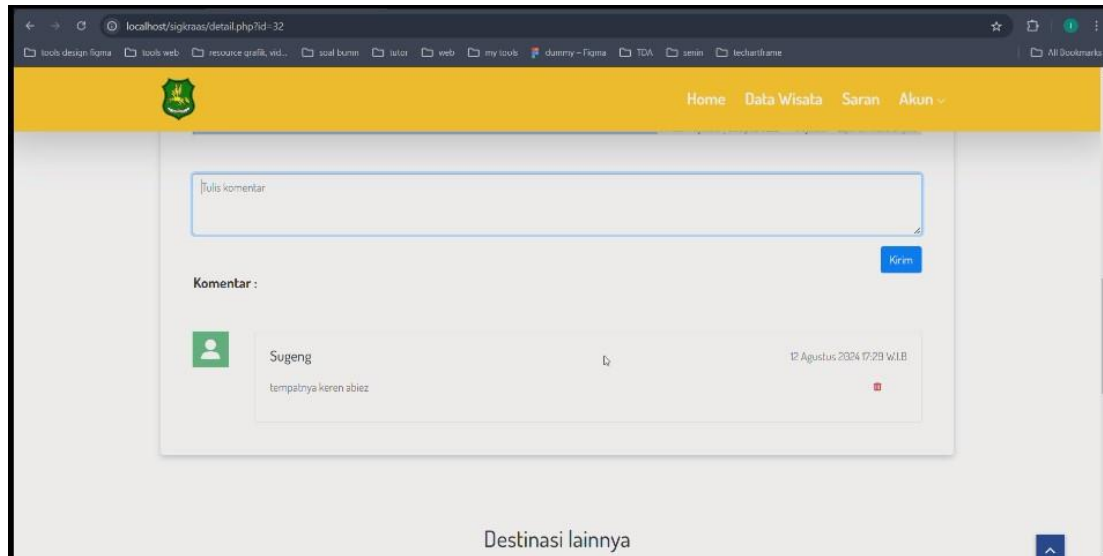 localhost/sigkraas/detail.php?id=32
tools design figma tools web resource grafik, vid... soal bumn tutor web my tools dummy – Figma TDA senin techartframe All Bookmarks
Home Data Wisata Saran Akun
Tulis komentar
Kirim
Komentar :
Sugeng 12 Agustus 2024 17:29 W.I.B
tempatnya keren abiez
Destinasi lainnya